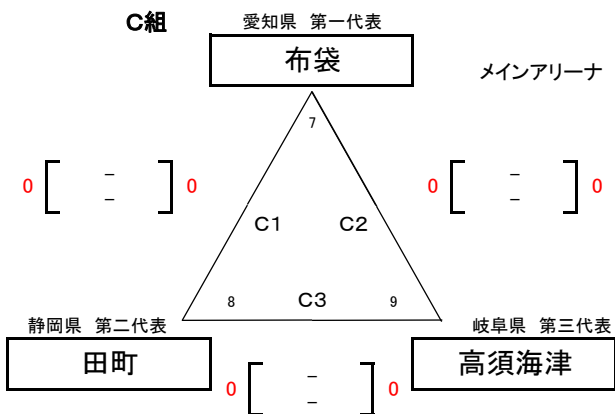 C組
愛知県 第一代表
布袋
メインアリーナ
7
0 [ - ] 0
-
0 [ - ] 0
-
C1
C2
8
C3
9
静岡県 第二代表
田町
岐阜県 第三代表
高須海津
0 [ - ] 0
-